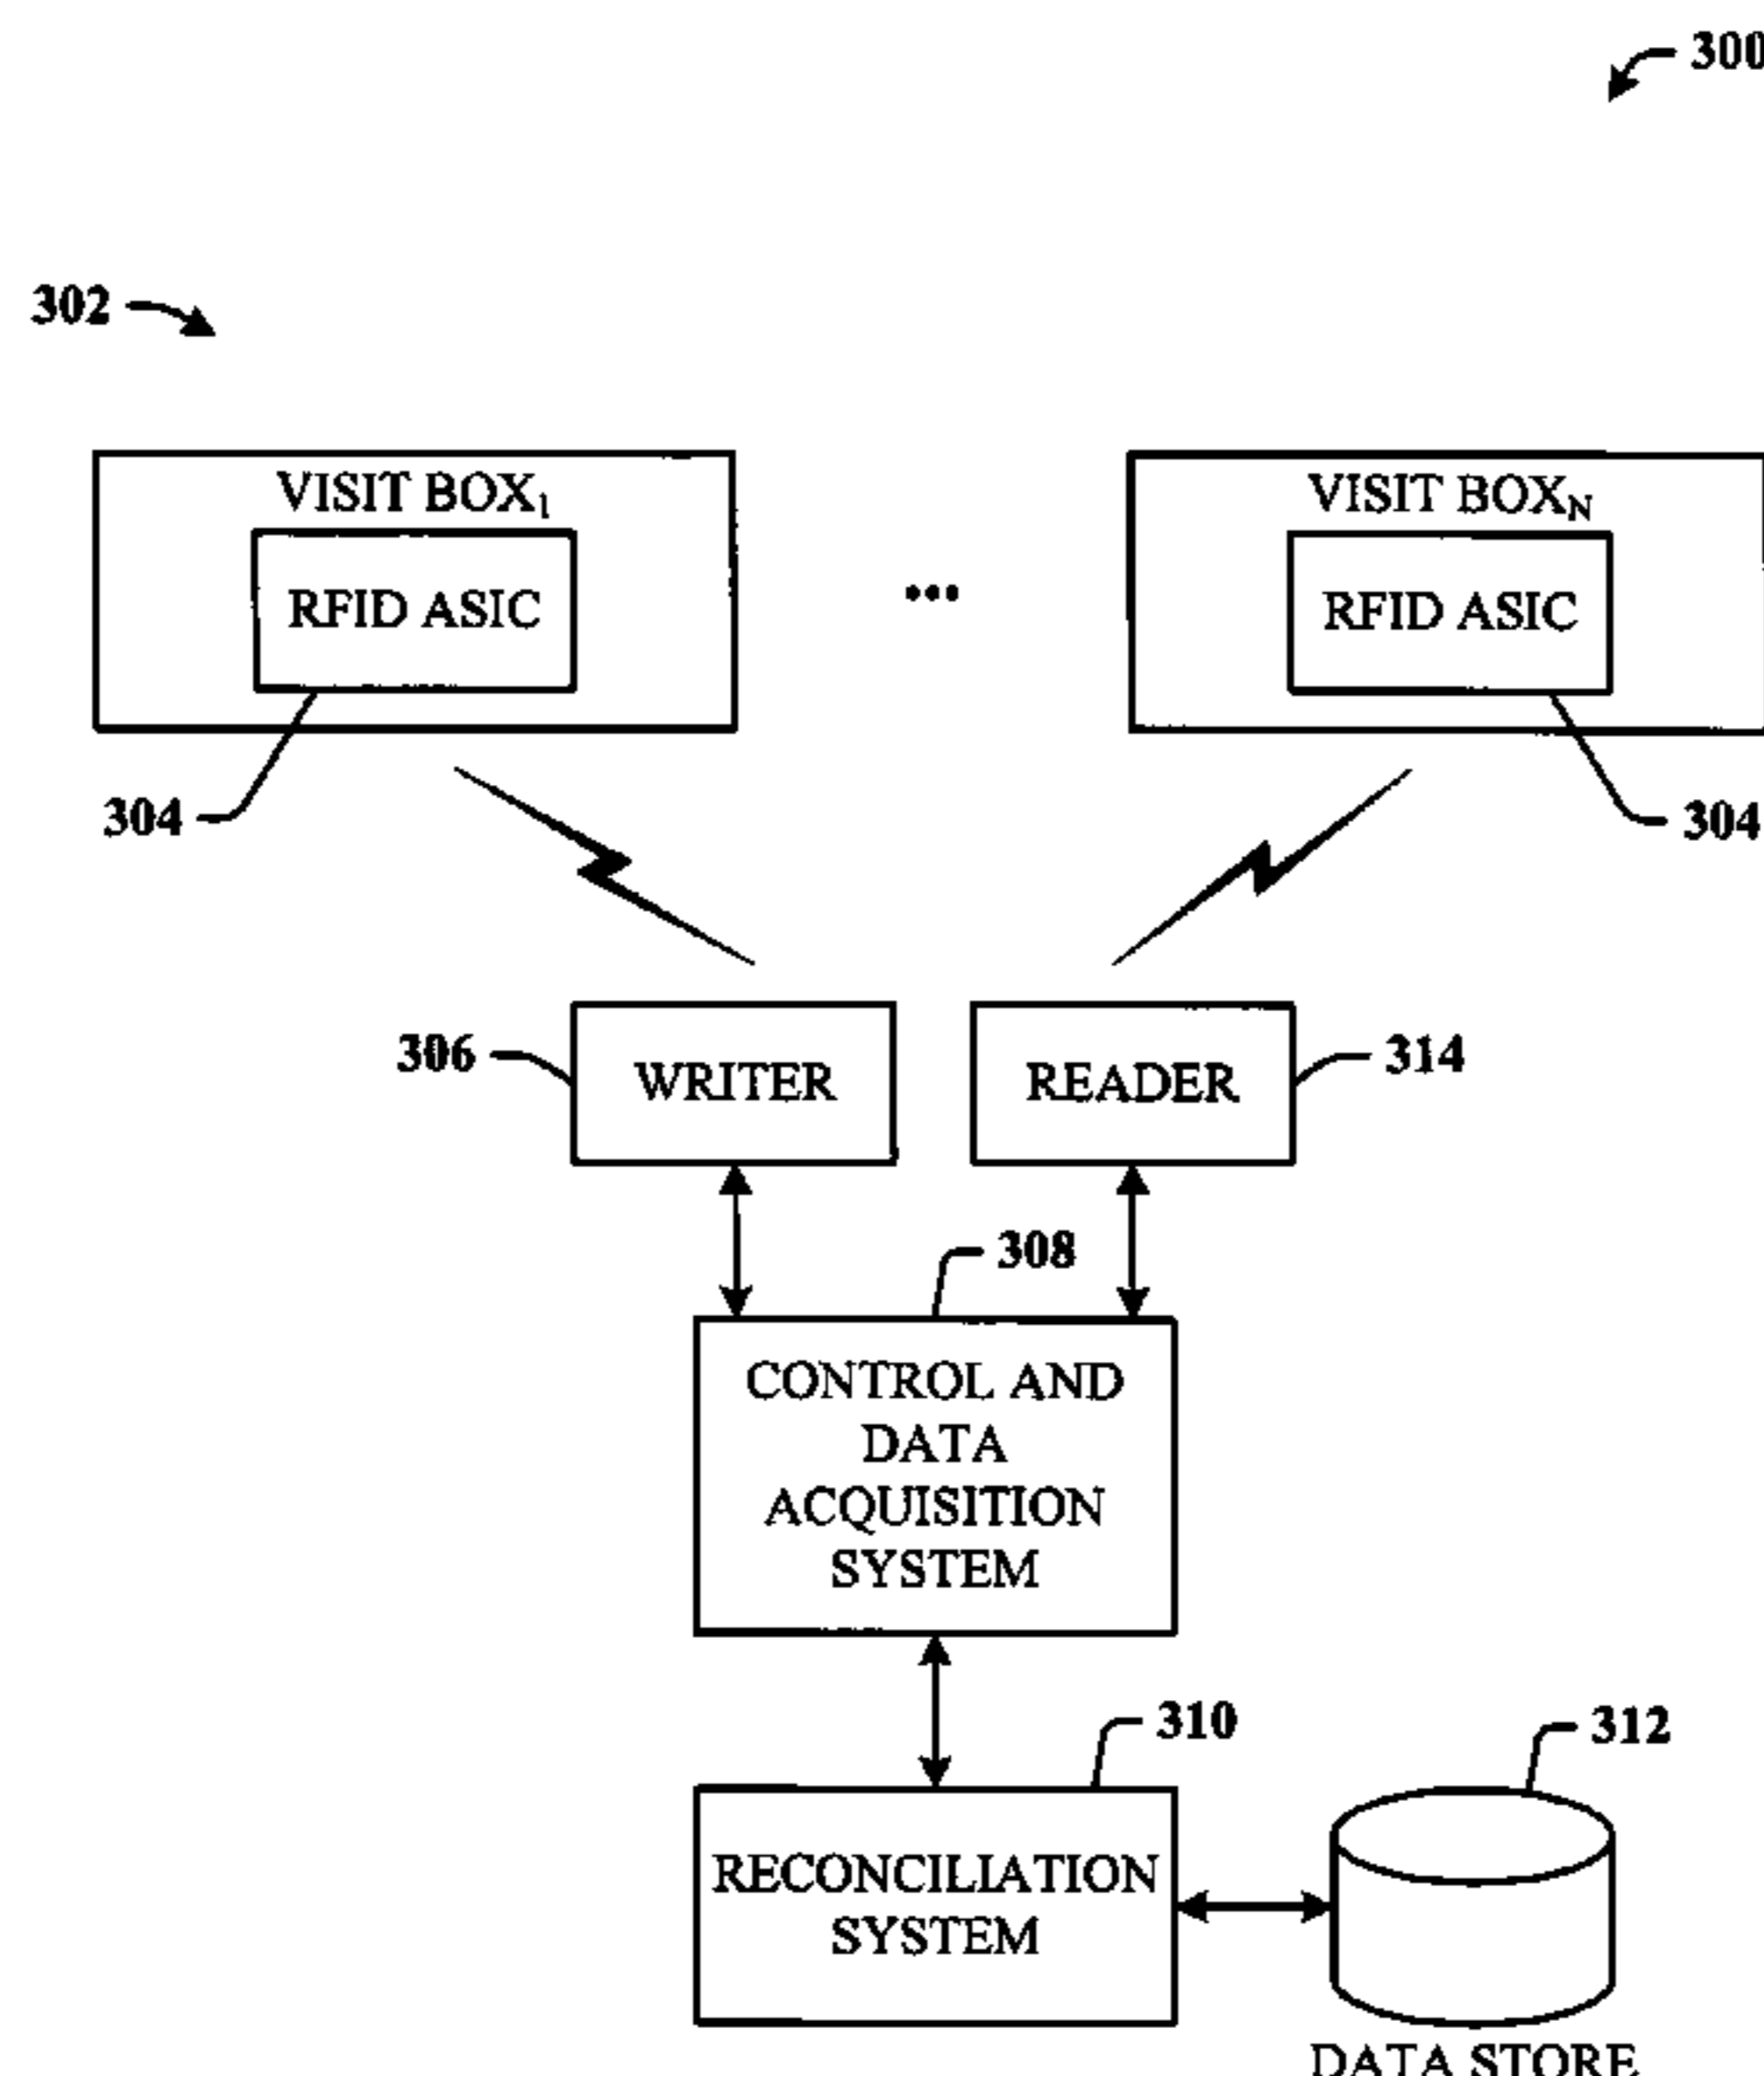 300
302
VISIT BOX1
VISIT BOXN
RFID ASIC
...
RFID ASIC
304
304
306
WRITER
READER
314
308
CONTROL AND
DATA
ACQUISITION
SYSTEM
310
312
RECONCILIATION
SYSTEM
DATA STORE